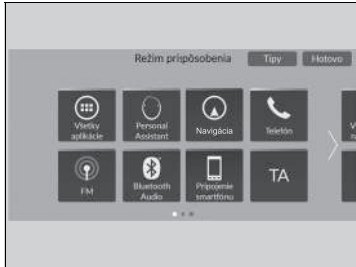 Režim prispôsobenia
Tipy
Hotovo
Všetky
aplikácie
Personal
Assistant
Navigácia
Telefón
FM
Bluetooth
Audio
Pripojenie
smartfónu
TA